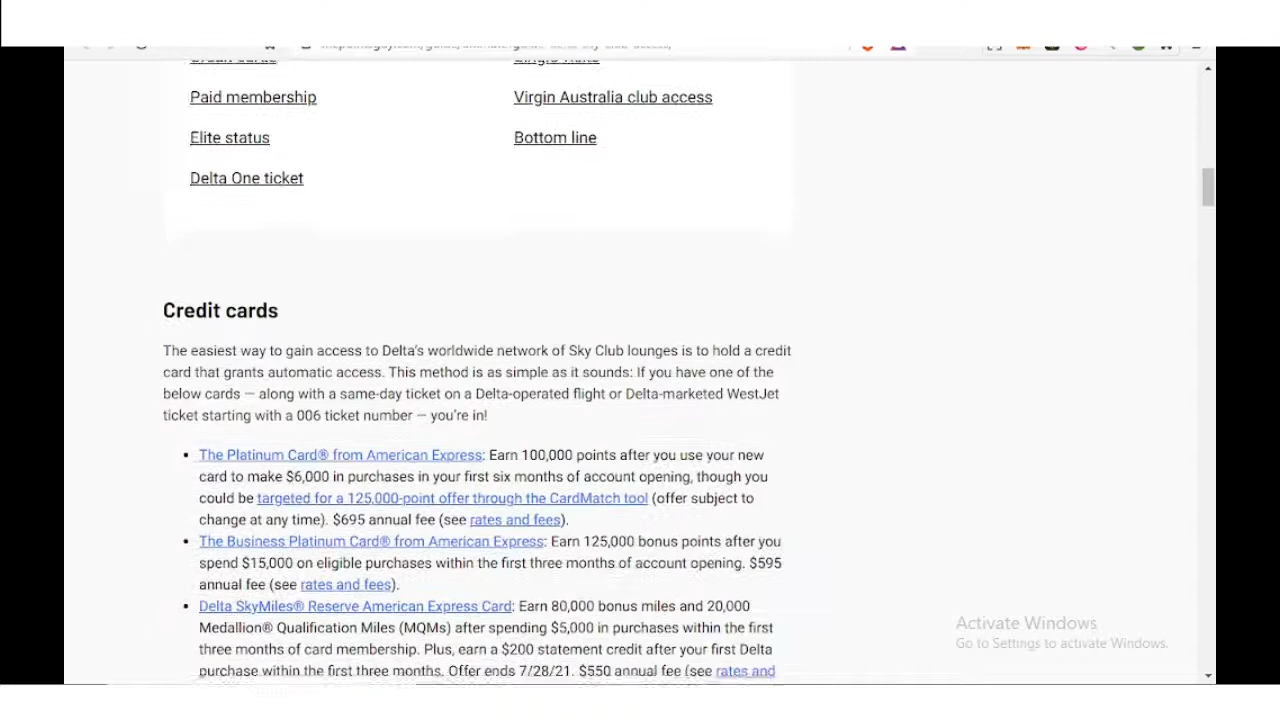 Paid membership
Virgin Australia club access
Elite status
Bottom line
Delta One ticket
Credit cards
The easiest way to gain access to Delta's worldwide network of Sky Club lounges is to hold a credit
card that grants automatic access. This method is as simple as it sounds: If you have one of the
below cards — along with a same-day ticket on a Delta-operated flight or Delta-marketed WestJet
ticket starting with a 006 ticket number — you're in!
• The Platinum Card® from American Express: Earn 100,000 points after you use your new
card to make $6,000 in purchases in your first six months of account opening, though you
could be targeted for a 125,000-point offer through the CardMatch tool (offer subject to
change at any time). $695 annual fee (see rates and fees).
• The Business Platinum Card® from American Express: Earn 125,000 bonus points after you
spend $15,000 on eligible purchases within the first three months of account opening. $595
annual fee (see rates and fees).
• Delta SkyMiles® Reserve American Express Card: Earn 80,000 bonus miles and 20,000
Medallion® Qualification Miles (MQMs) after spending $5,000 in purchases within the first
three months of card membership. Plus, earn a $200 statement credit after your first Delta
purchase within the first three months. Offer ends 7/28/21. $550 annual fee (see rates and
Activate Windows
Go to Settings to activate Windows.